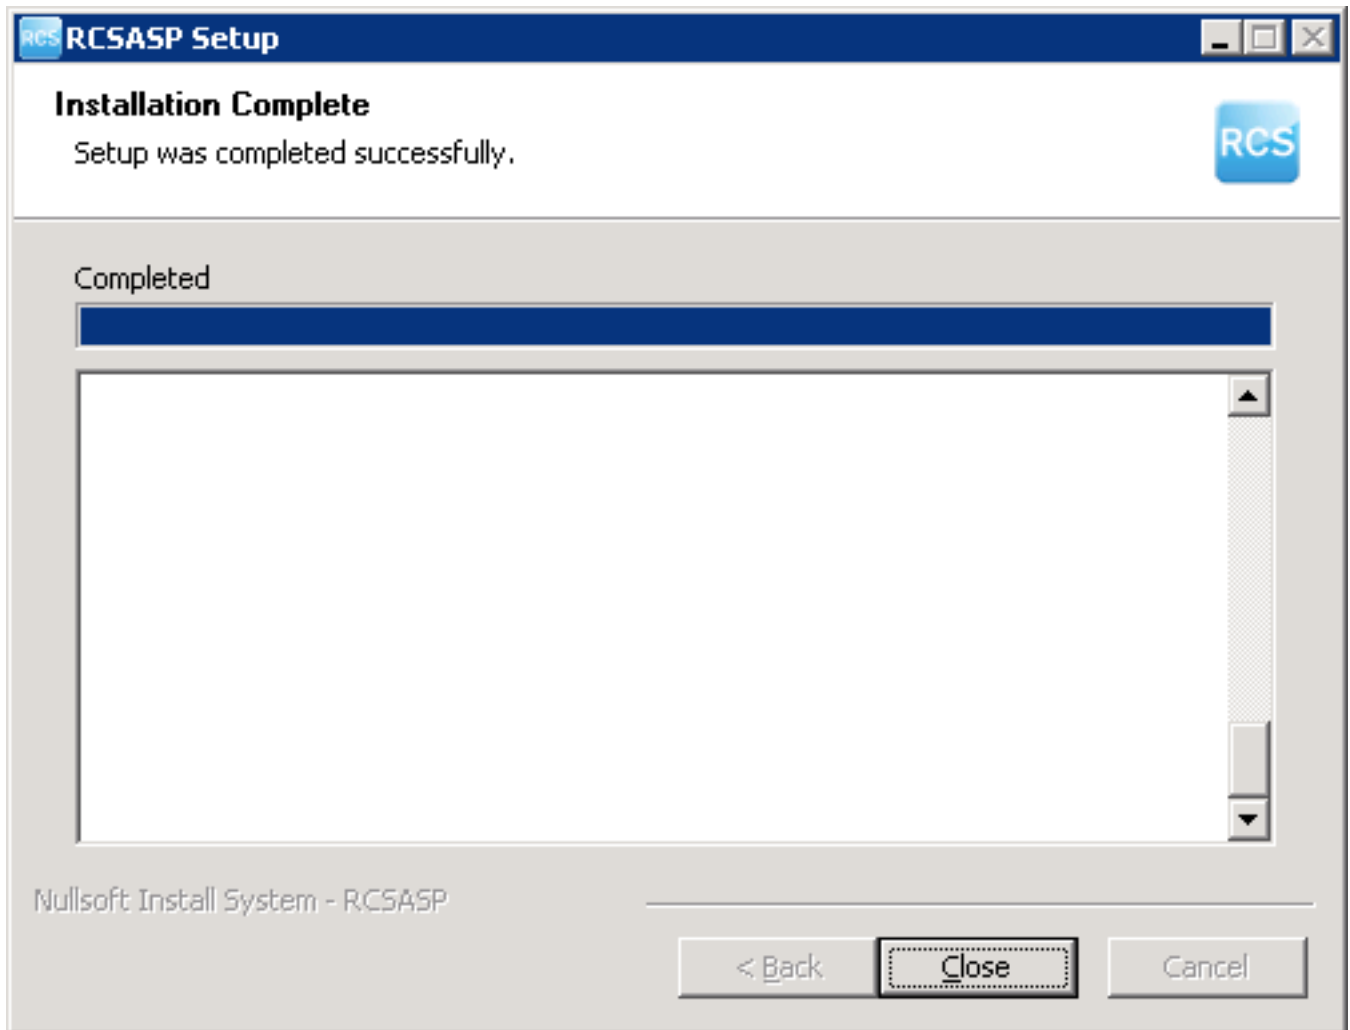 RCS RCSASP Setup
Installation Complete
Setup was completed successfully.
RCS
Completed
Nullsoft Install System - RCSASP
< Back Close Cancel